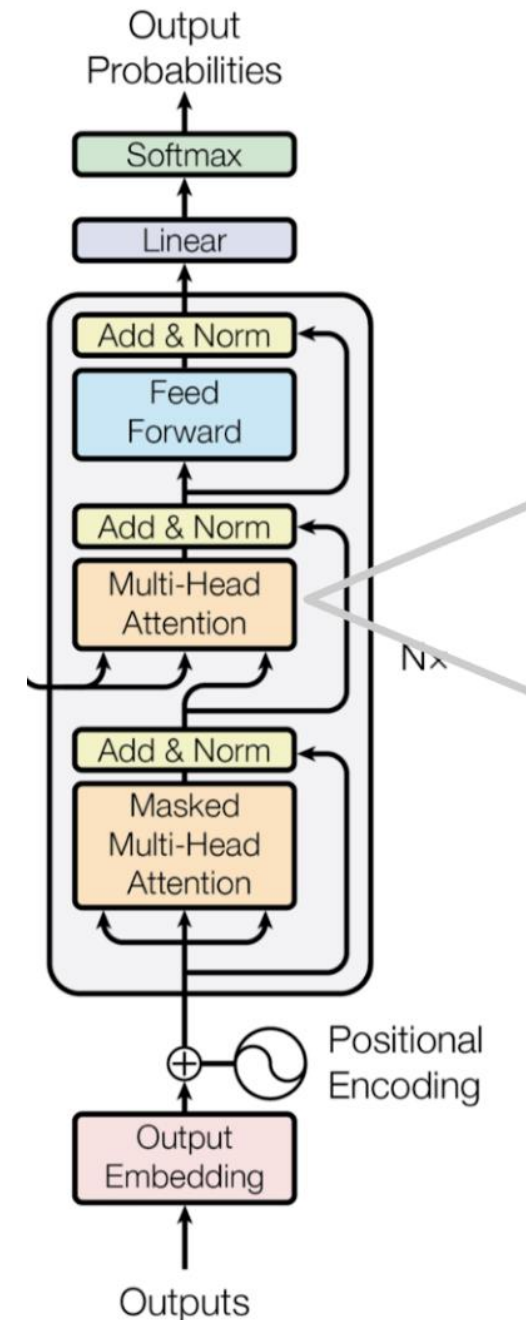 Output
Probabilities
Softmax
Linear
Add & Norm
Feed
Forward
Add & Norm
Multi-Head
Attention
N×
Add & Norm
Masked
Multi-Head
Attention
Positional
Encoding
Output
Embedding
Outputs